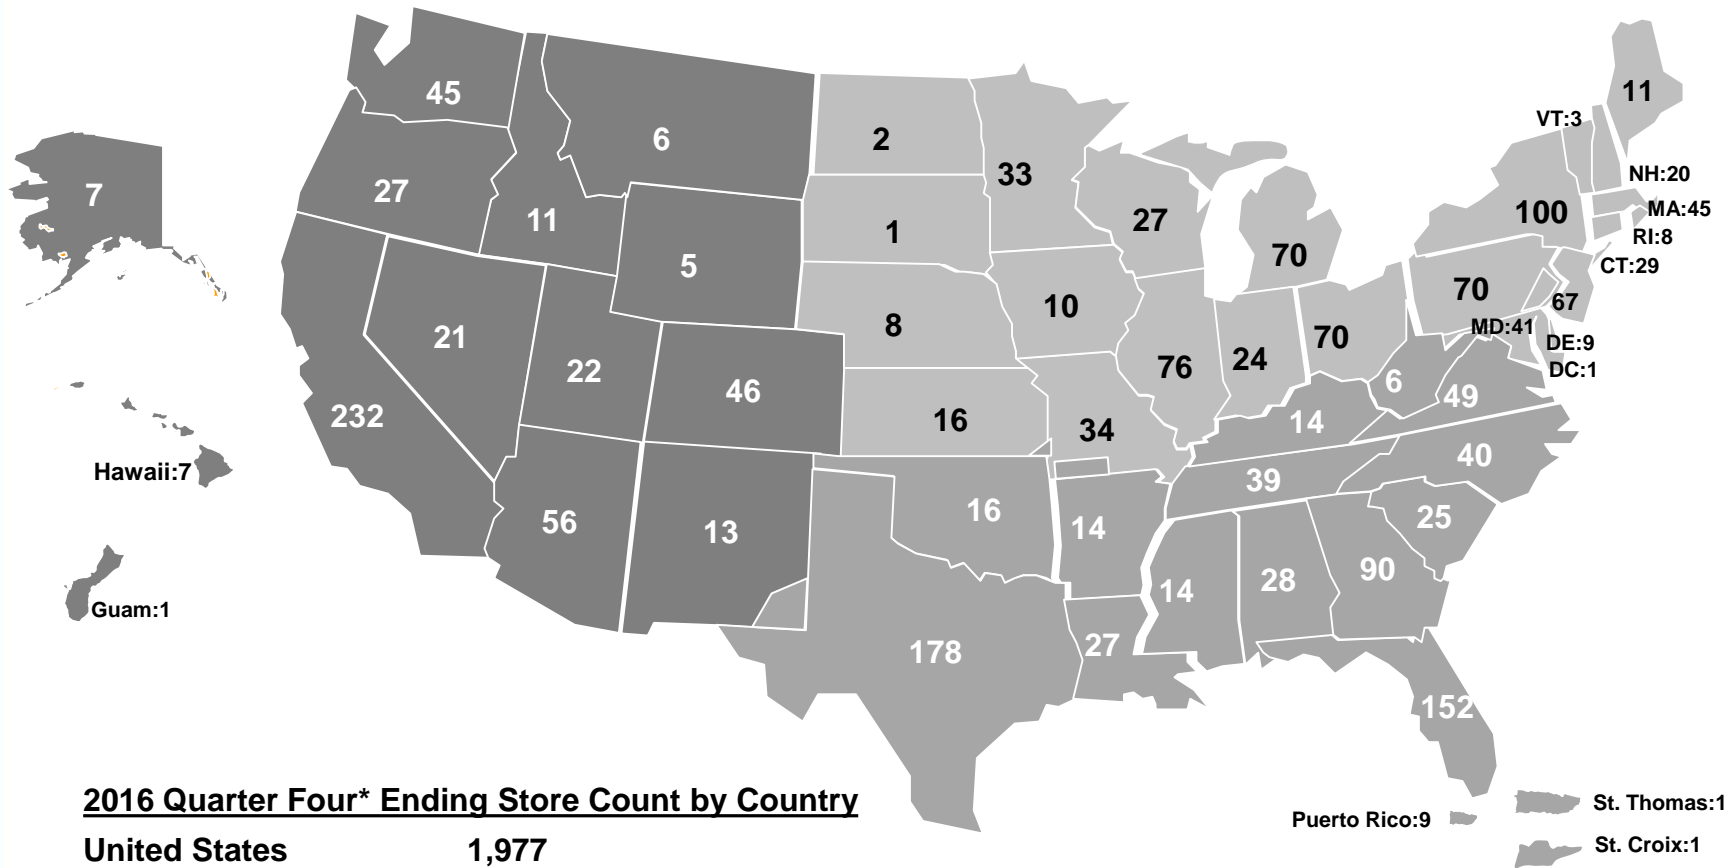 11
VT:3
45
6
2
33
NH:20
7
27
11
1
27
100
MA:45
RI:8
5
70
CT:29
21
8
10
70
67
MD:41
DE:9
DC:1
22
46
76
24
70
6
49
232
16
34
14
Hawaii:7
39
40
56
13
16
14
25
Guam:1
14
28
90
178
27
152
2016 Quarter Four* Ending Store Count by Country
St. Thomas:1
Puerto Rico:9
United States 1,977
St. Croix:1